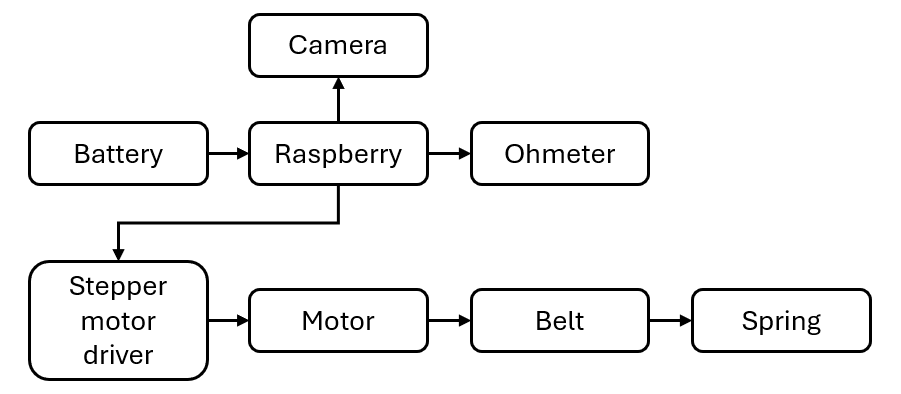 Camera
Battery
Raspberry
Ohmeter
Stepper
motor
driver
Motor
Belt
Spring